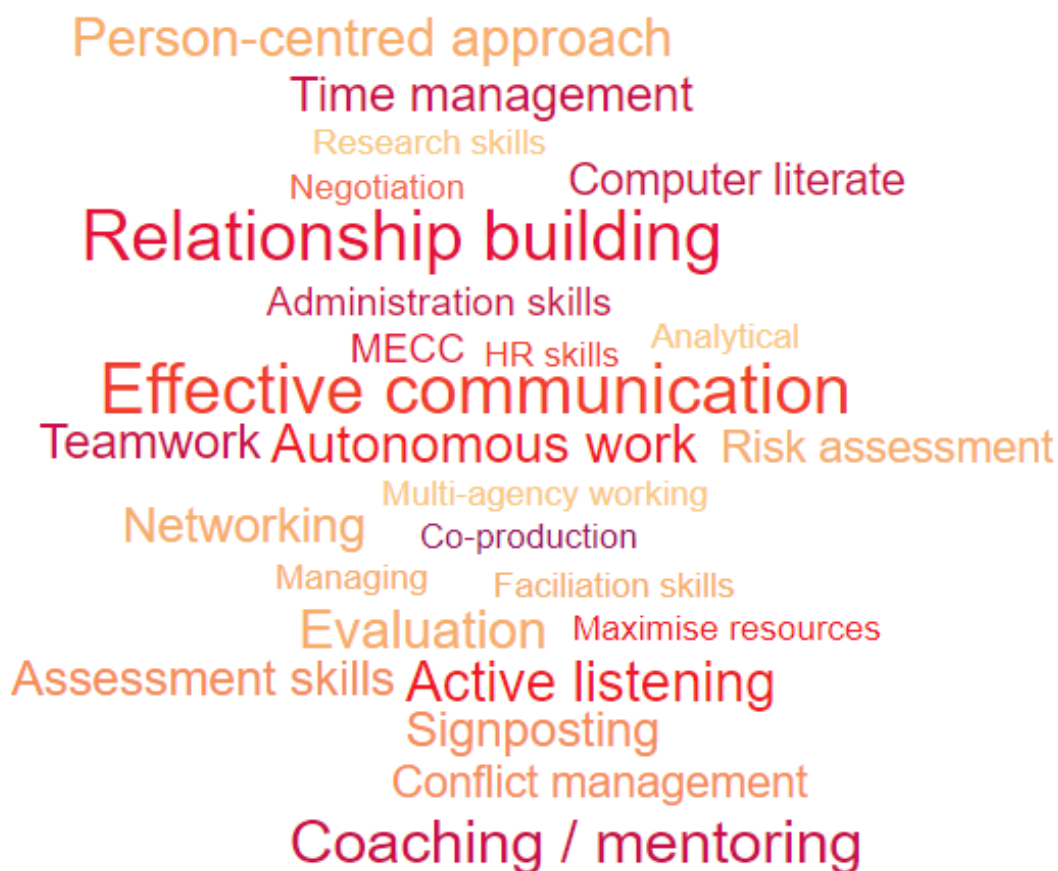 Person-centred approach
Time management
Research skills
Negotiation
Computer literate
Relationship building
Administration skills
MECC
HR skills
Analytical
Effective communication
Teamwork
Autonomous work
Risk assessment
Multi-agency working
Networking
Co-production
Managing
Faciliation skills
Evaluation
Maximise resources
Assessment skills
Active listening
Signposting
Conflict management
Coaching / mentoring